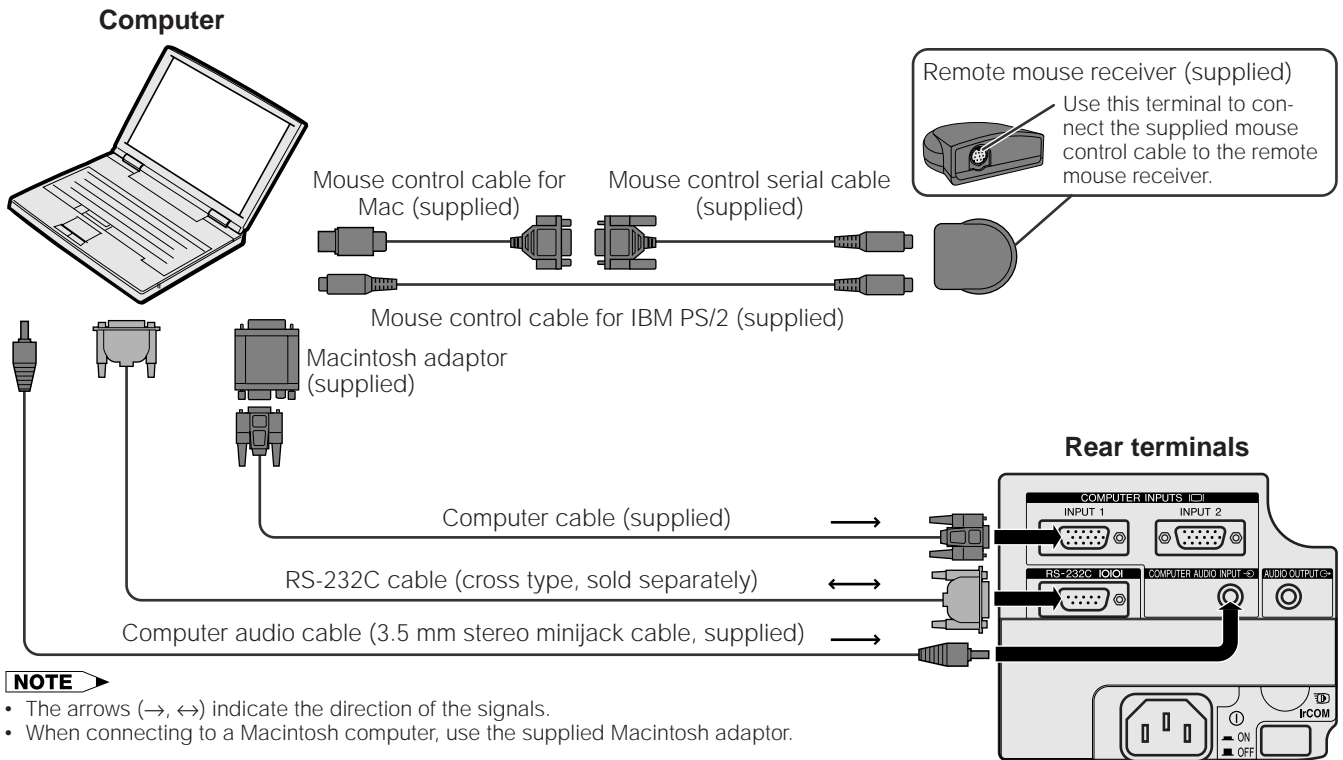 Computer
Remote mouse receiver (supplied)
Use this terminal to con-
nect the supplied mouse
control cable to the remote
mouse receiver.
Mouse control cable for
Mac (supplied)
Mouse control serial cable
(supplied)
Mouse control cable for IBM PS/2 (supplied)
Macintosh adaptor
(supplied)
Rear terminals
COMPUTER INPUTS
INPUT 1
INPUT 2
Computer cable (supplied) →
RS-232C cable (cross type, sold separately) ↔
RS-232C IOIOI
COMPUTER AUDIO INPUT
AUDIO OUTPUT
Computer audio cable (3.5 mm stereo minijack cable, supplied) →
NOTE
• The arrows (→, ↔) indicate the direction of the signals.
• When connecting to a Macintosh computer, use the supplied Macintosh adaptor.
IrCOM
ON
OFF